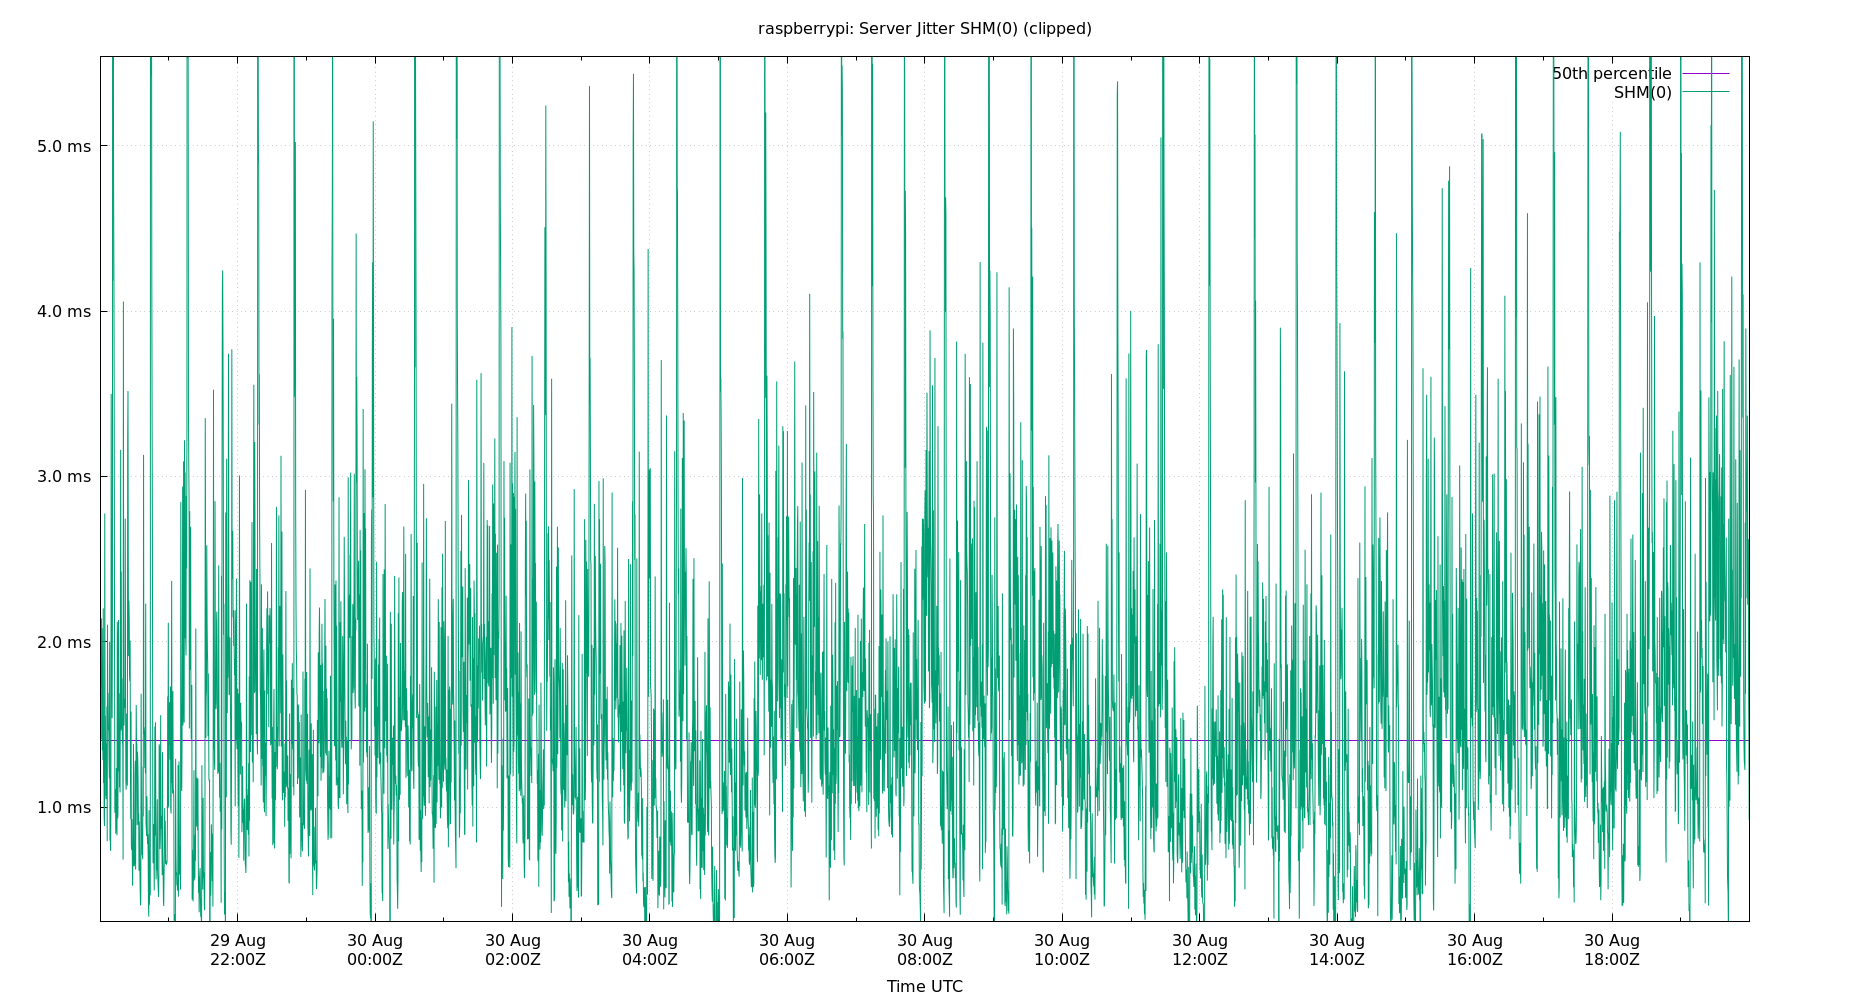 raspberrypi: Server Jitter SHM(0) (clipped)
50th percentile
SHM(0)
5.0 ms
4.0 ms
3.0 ms
2.0 ms
1.0 ms
29 Aug 30 Aug 30 Aug 30 Aug 30 Aug 30 Aug 30 Aug 30 Aug 30 Aug 30 Aug 30 Aug
22:00Z 00:00Z 02:00Z 04:00Z 06:00Z 08:00Z 10:00Z 12:00Z 14:00Z 16:00Z 18:00Z
Time UTC